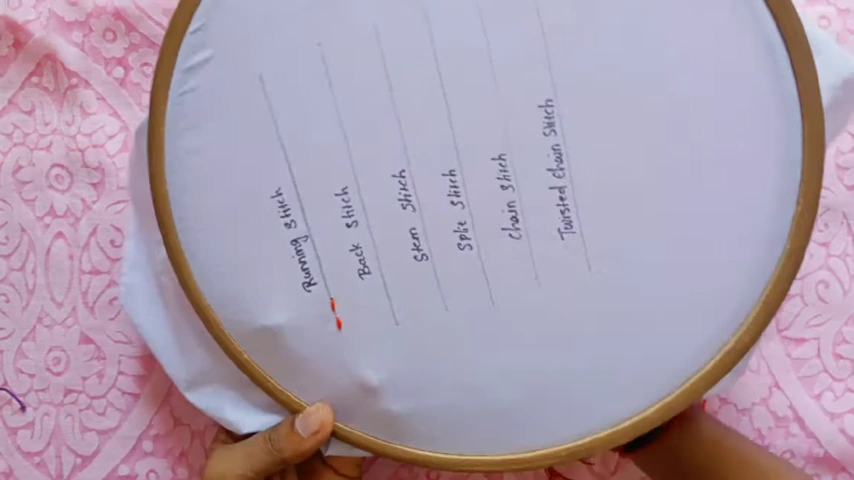 Running Stitch
Back Stitch
Stem Stitch
Split Stitch
Chain Stitch
Twisted Chain Stitch